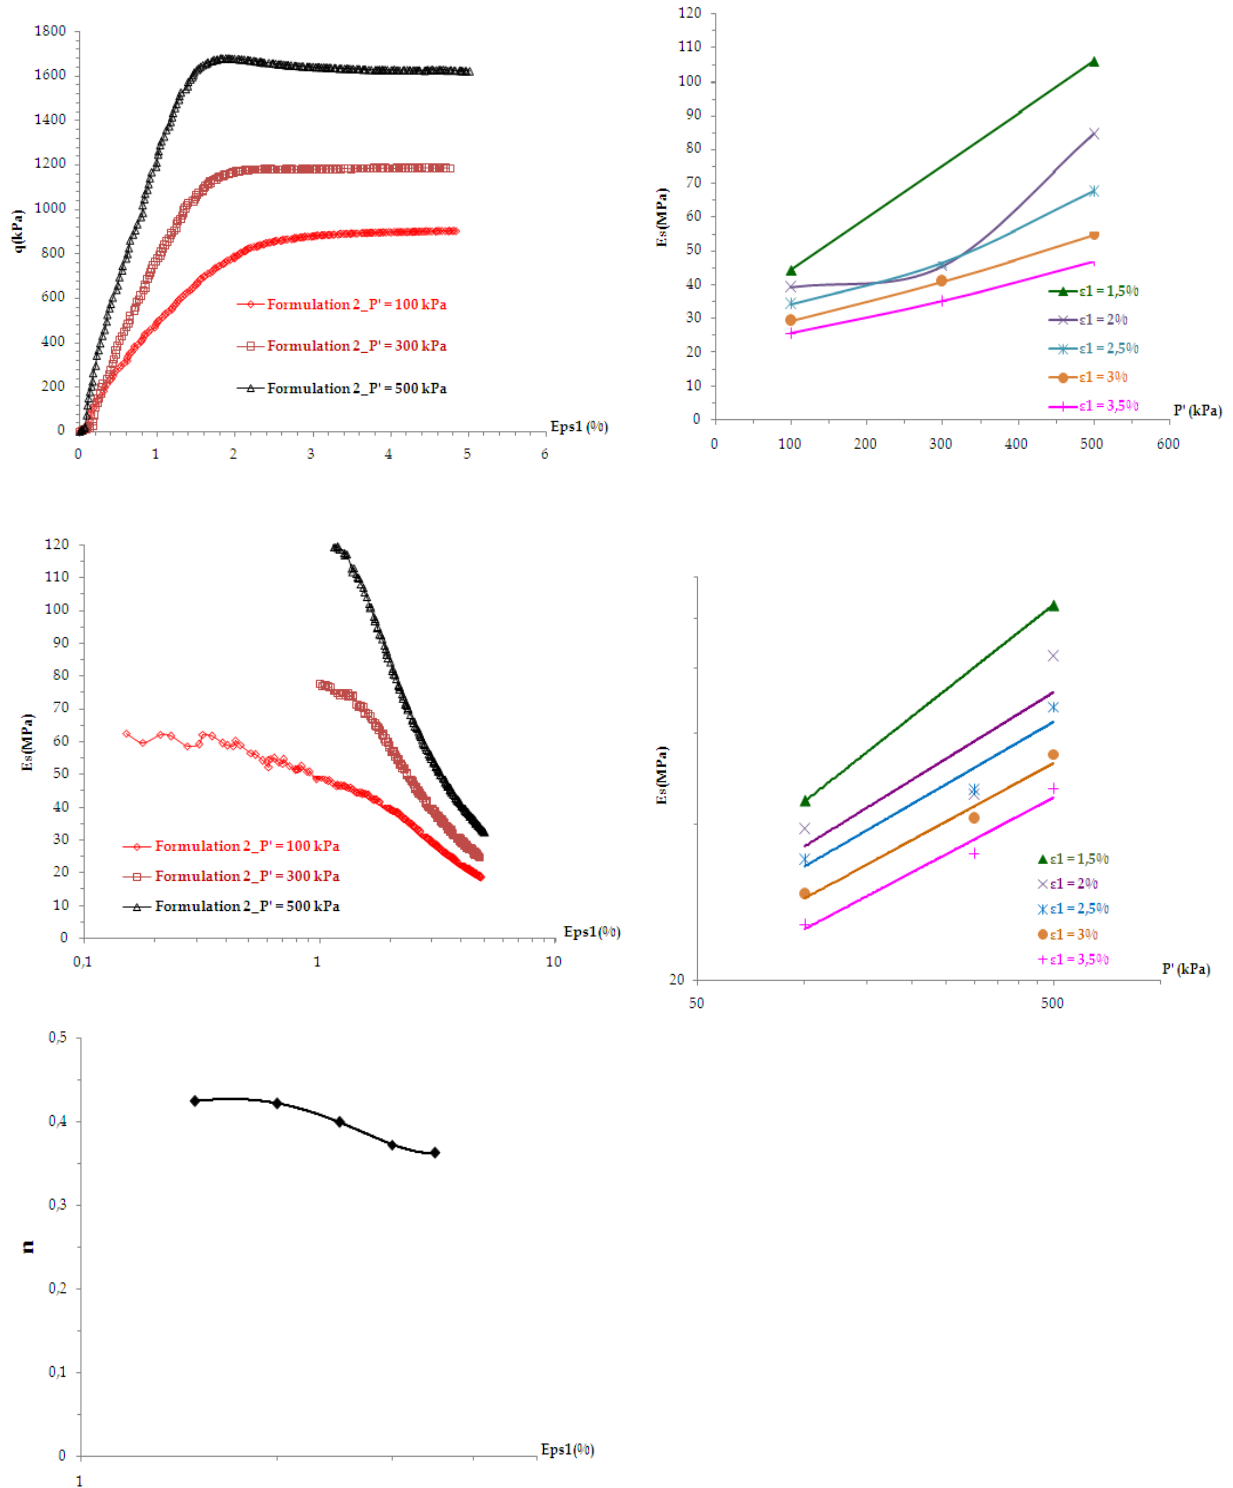 1800
1600
1400
1200
1000
800
600
400
200
0
q(kPa)
0 1 2 3 4 5 6
Eps1 (%)
Formulation 2_P' = 100 kPa
Formulation 2_P' = 300 kPa
Formulation 2_P' = 500 kPa
120
110
100
90
80
70
60
50
40
30
20
10
0
Es(MPa)
0 100 200 300 400 500 600
P' (kPa)
ε1 = 1,5%
ε1 = 2%
ε1 = 2,5%
ε1 = 3%
ε1 = 3,5%
120
110
100
90
80
70
60
50
40
30
20
10
0
Es(MPa)
0,1 1 10
Eps1(%)
Formulation 2_P' = 100 kPa
Formulation 2_P' = 300 kPa
Formulation 2_P' = 500 kPa
Es(MPa)
20
50 500
P' (kPa)
ε1 = 1,5%
ε1 = 2%
ε1 = 2,5%
ε1 = 3%
ε1 = 3,5%
0,5
0,4
0,3
0,2
0,1
0
n
1
Eps1(%)